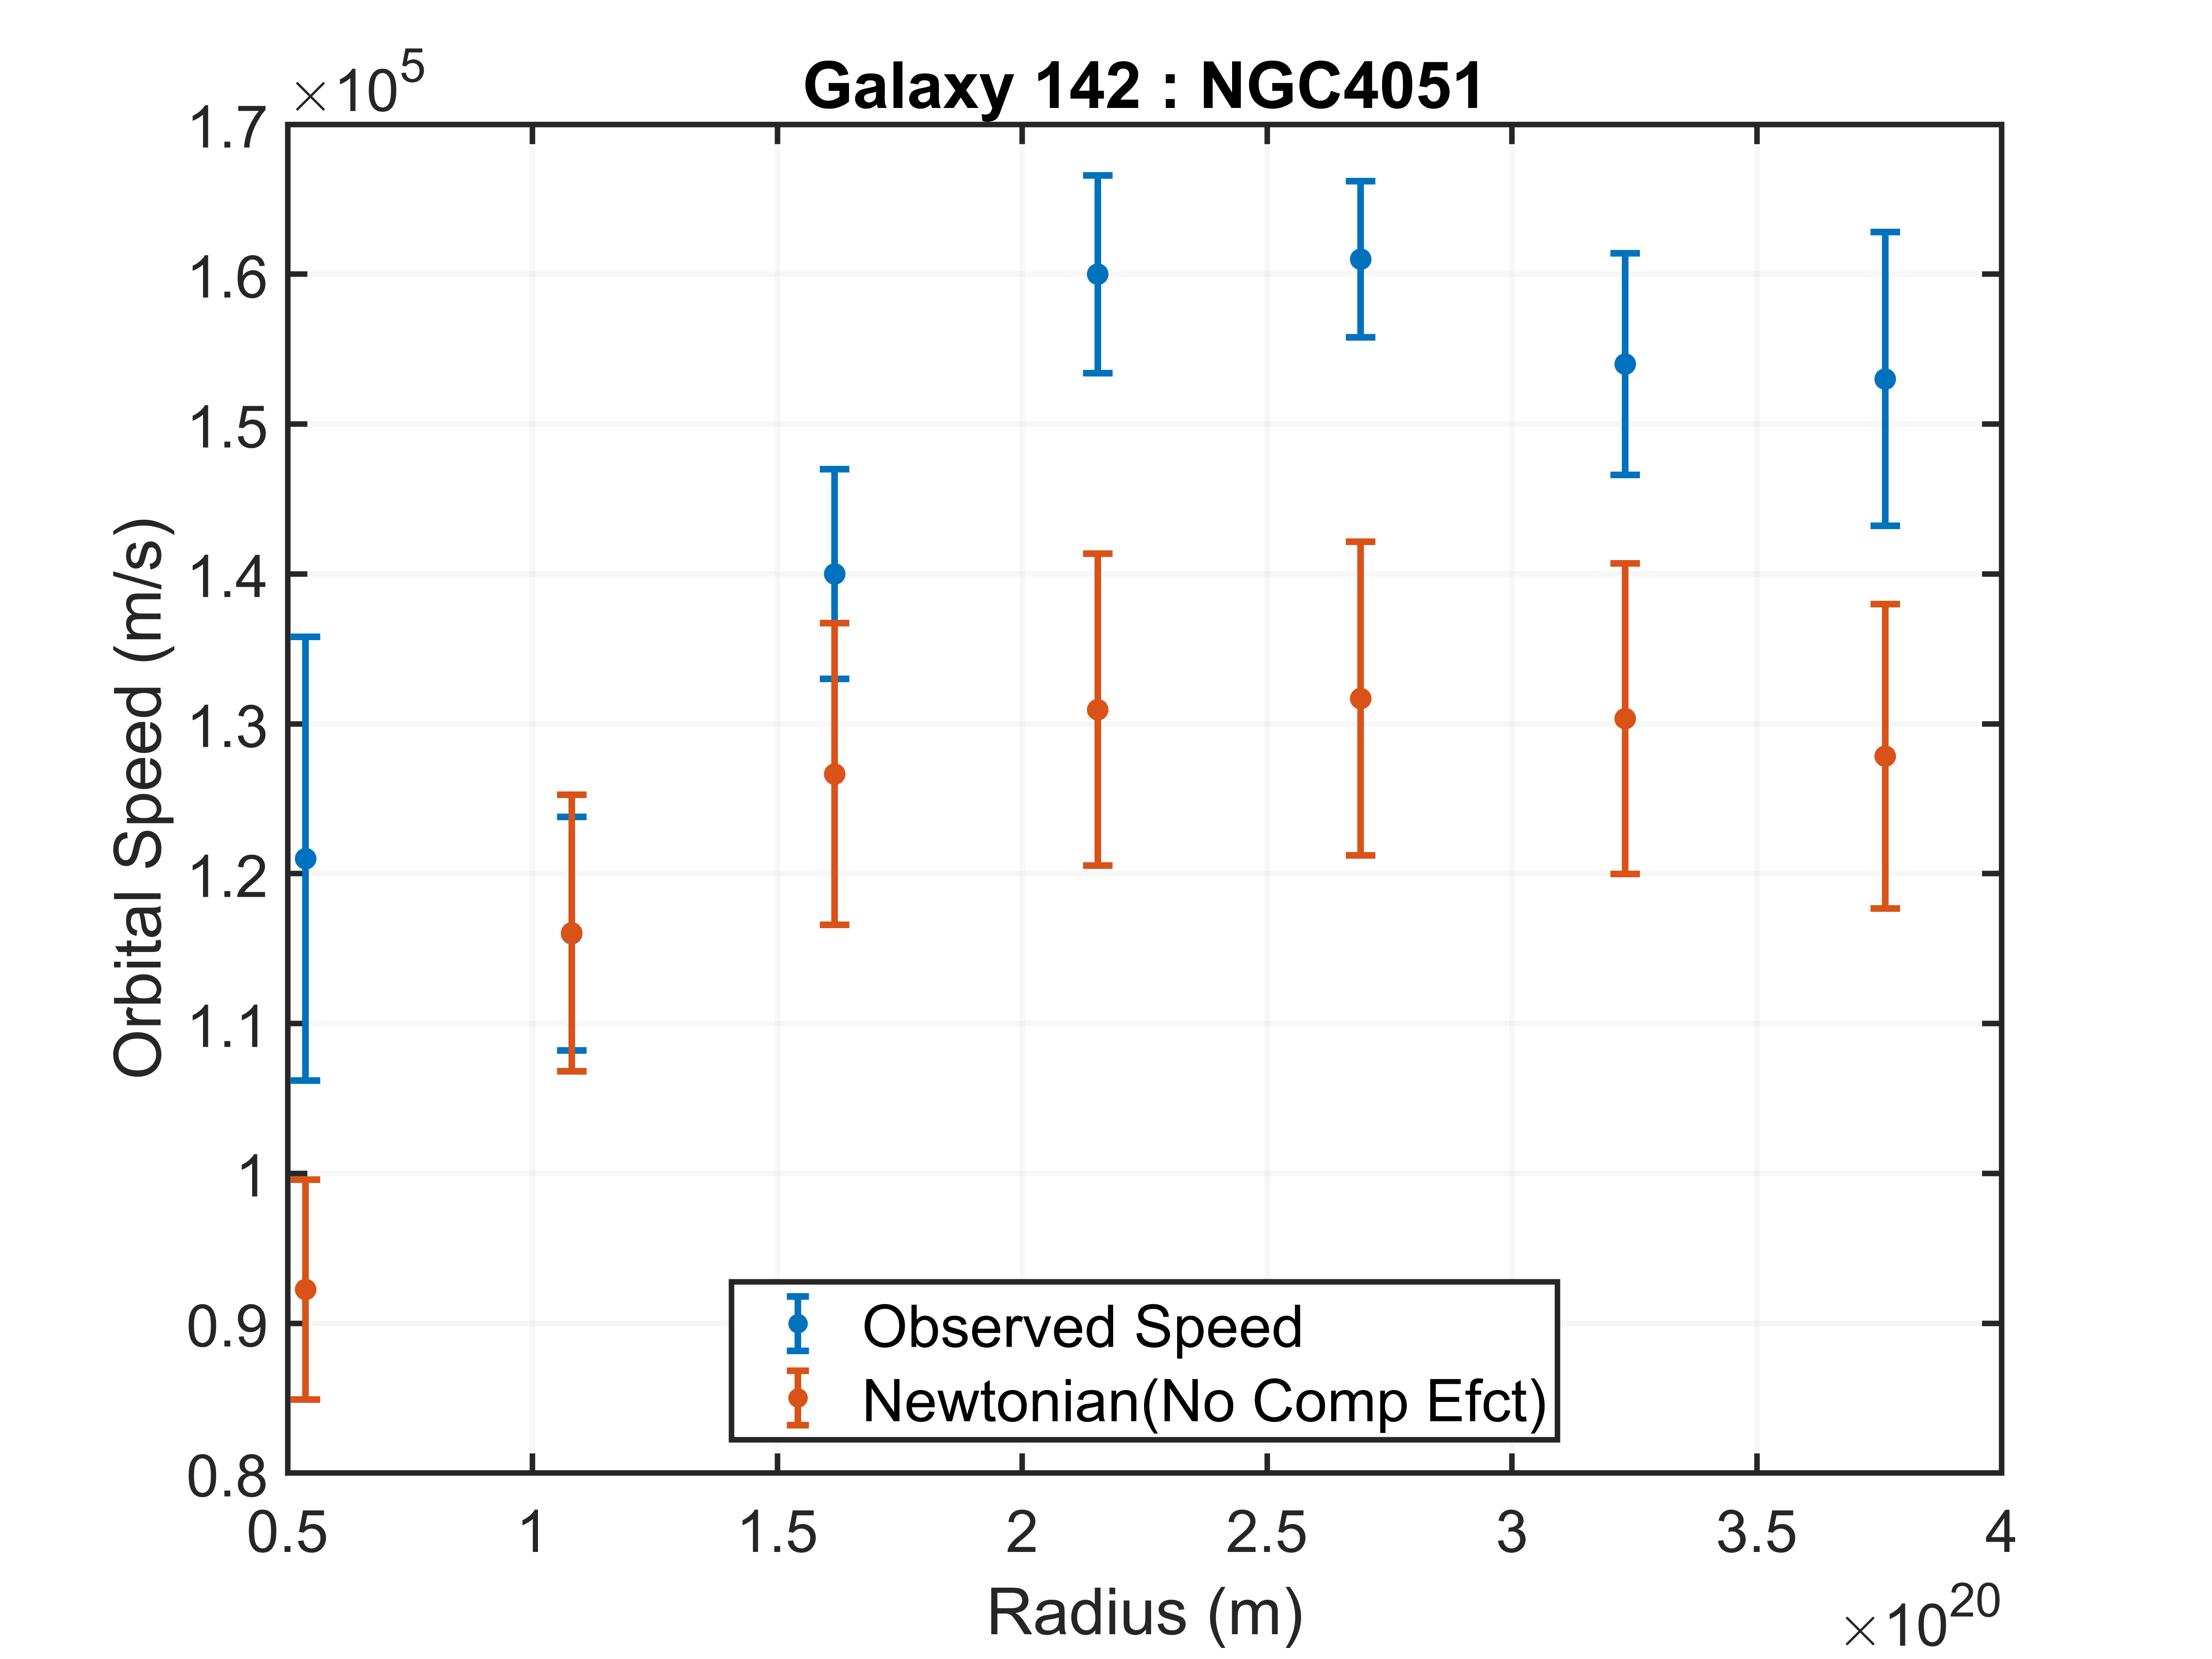 ×10^5
Galaxy 142 : NGC4051
1.7
1.6
1.5
1.4
1.3
1.2
1.1
1
0.9
0.8
Orbital Speed (m/s)
Observed Speed
Newtonian(No Comp Efct)
0.5 1 1.5 2 2.5 3 3.5 4
Radius (m)
×10^20